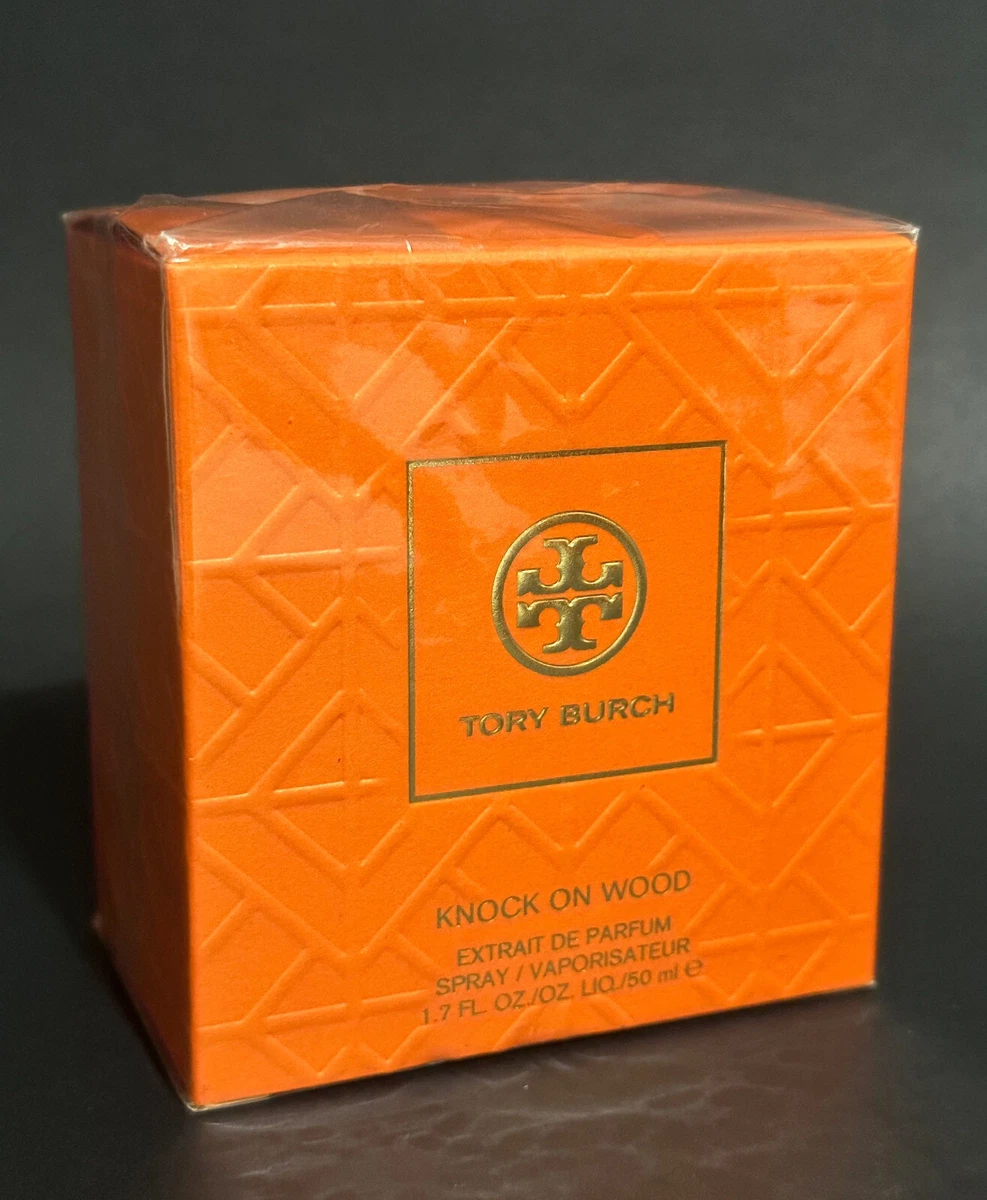 TORY BURCH
KNOCK ON WOOD
EXTRAIT DE PARFUM
SPRAY / VAPORISATEUR
1.7 FL. OZ./OZ. LIQ./50 ml ℮